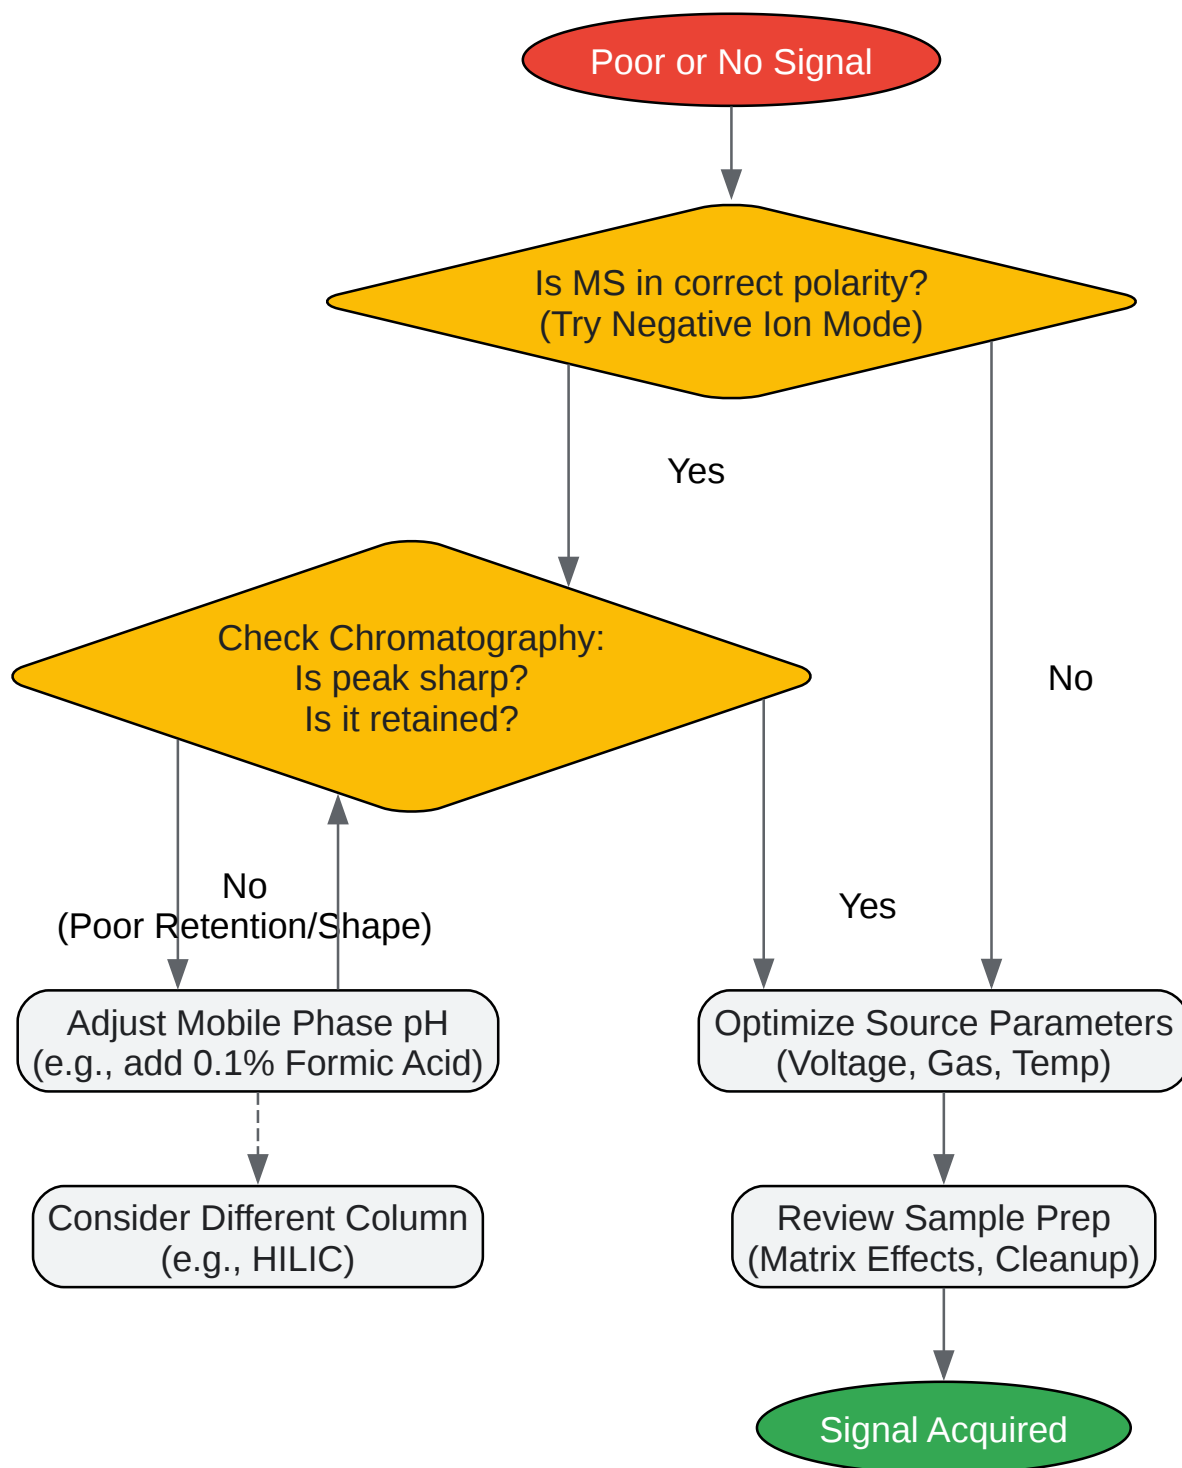 Poor or No Signal
Is MS in correct polarity?
(Try Negative Ion Mode)
Yes
Check Chromatography:
Is peak sharp?
Is it retained?
No
No
(Poor Retention/Shape)
Yes
Adjust Mobile Phase pH
(e.g., add 0.1% Formic Acid)
Optimize Source Parameters
(Voltage, Gas, Temp)
Consider Different Column
(e.g., HILIC)
Review Sample Prep
(Matrix Effects, Cleanup)
Signal Acquired